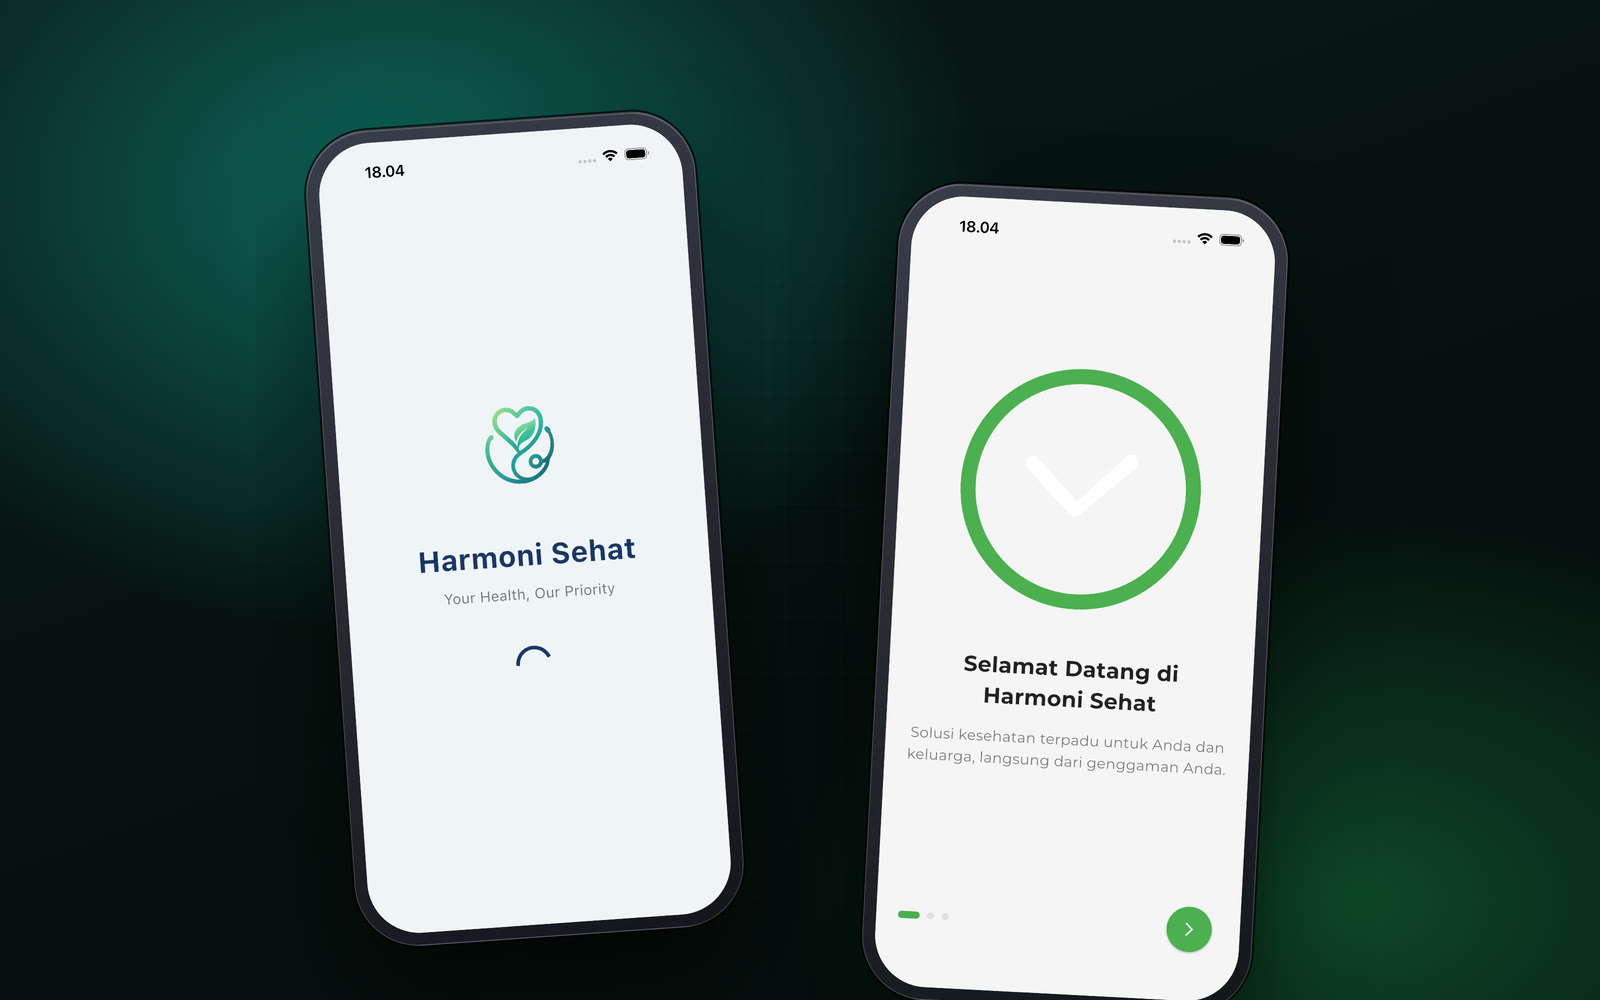 18.04
Harmoni Sehat
Your Health, Our Priority
18.04
Selamat Datang di
Harmoni Sehat
Solusi kesehatan terpadu untuk Anda dan
keluarga, langsung dari genggaman Anda.